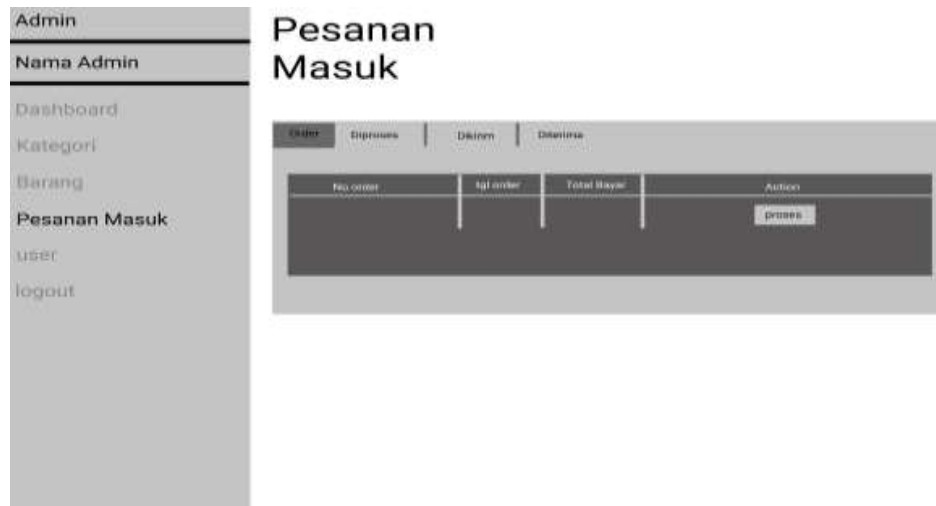 Admin
Nama Admin
Dashboard
Kategori
Barang
Pesanan Masuk
user
logout
Pesanan
Masuk
Order Diproses Dikirim Diterima
No order tgl order Total Bayar Action
proses